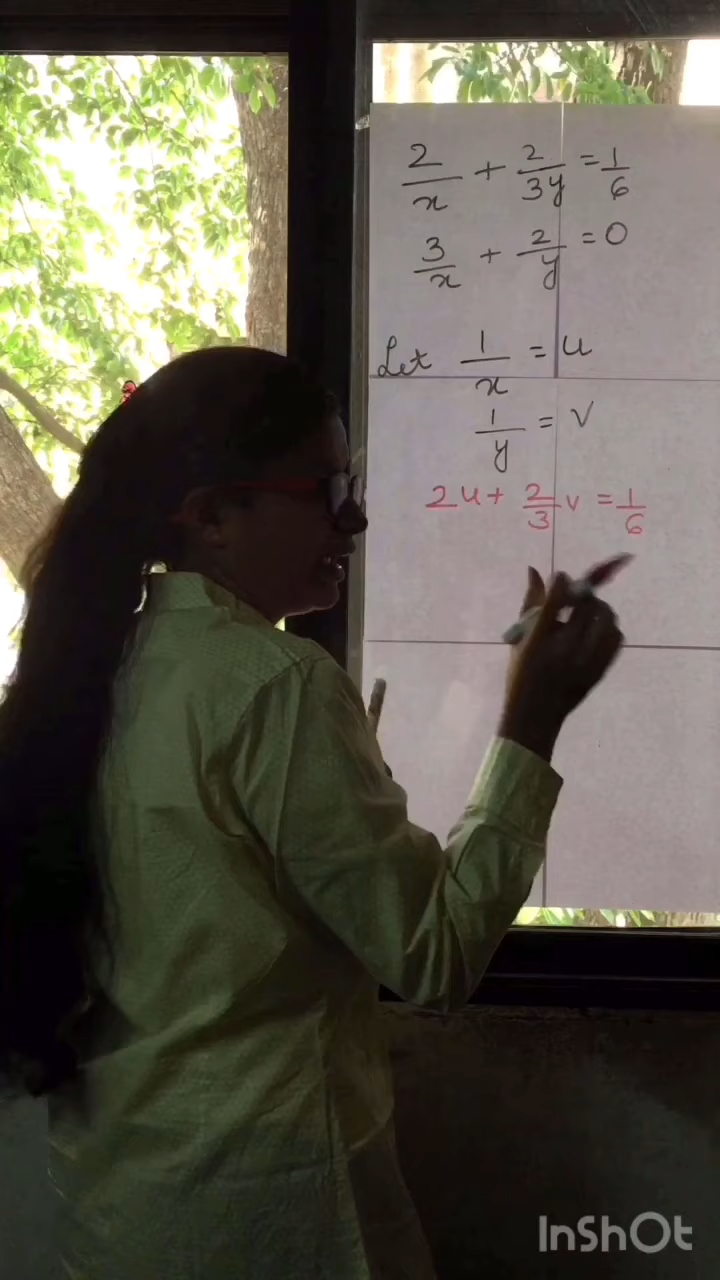 2/x + 2/3y = 1/6
3/x + 2/y = 0
Let 1/x = u
1/y = v
2u + 2/3 v = 1/6
InShOt